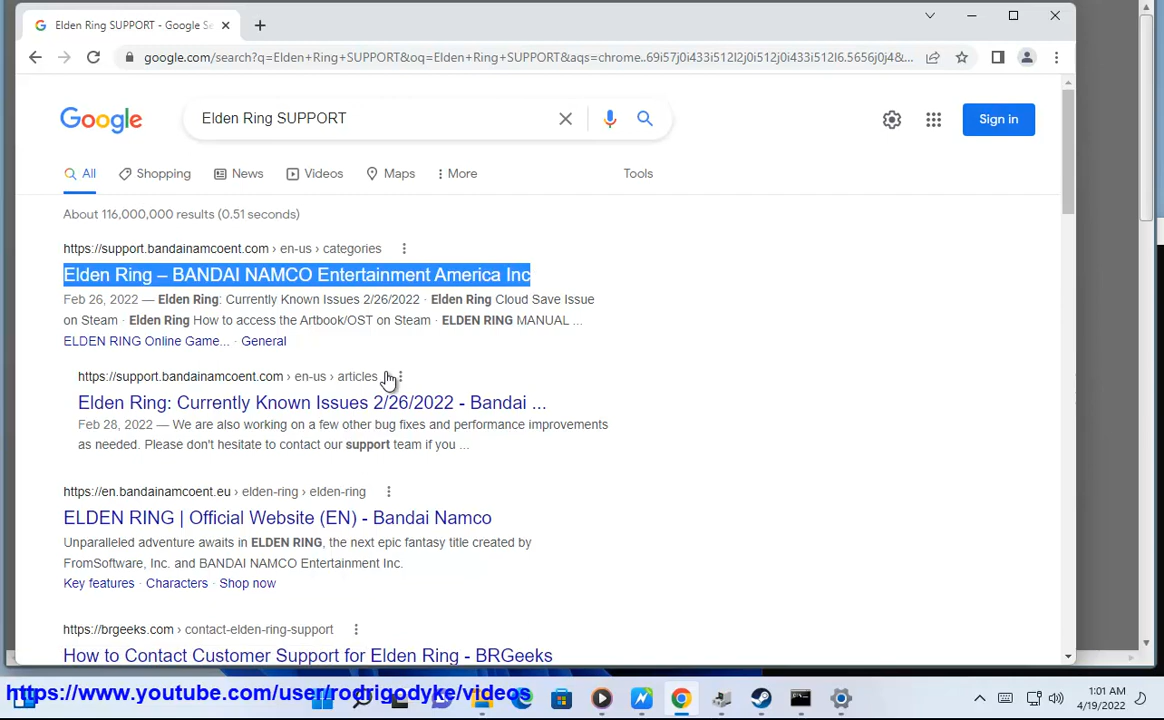 Elden Ring SUPPORT - Google Se
google.com/search?q=Elden+Ring+SUPPORT&oq=Elden+Ring+SUPPORT&aqs=chrome..69i57j0i433i512l2j0i512j0i433i512j0i512l6.5656j0j4&...
Google
Elden Ring SUPPORT
Sign in
All
Shopping
News
Videos
Maps
More
Tools
About 116,000,000 results (0.51 seconds)
https://support.bandainamcoent.com › en-us › categories
Elden Ring – BANDAI NAMCO Entertainment America Inc
Feb 26, 2022 — Elden Ring: Currently Known Issues 2/26/2022 · Elden Ring Cloud Save Issue
on Steam · Elden Ring How to access the Artbook/OST on Steam · ELDEN RING MANUAL ...
ELDEN RING Online Game... · General
https://support.bandainamcoent.com › en-us › articles
Elden Ring: Currently Known Issues 2/26/2022 - Bandai ...
Feb 28, 2022 — We are also working on a few other bug fixes and performance improvements
as needed. Please don't hesitate to contact our support team if you ...
https://en.bandainamcoent.eu › elden-ring › elden-ring
ELDEN RING | Official Website (EN) - Bandai Namco
Unparalleled adventure awaits in ELDEN RING, the next epic fantasy title created by
FromSoftware, Inc. and BANDAI NAMCO Entertainment Inc.
Key features · Characters · Shop now
https://brgeeks.com › contact-elden-ring-support
How to Contact Customer Support for Elden Ring - BRGeeks
https://www.youtube.com/user/rodrigodyke/videos
1:01 AM
4/19/2022